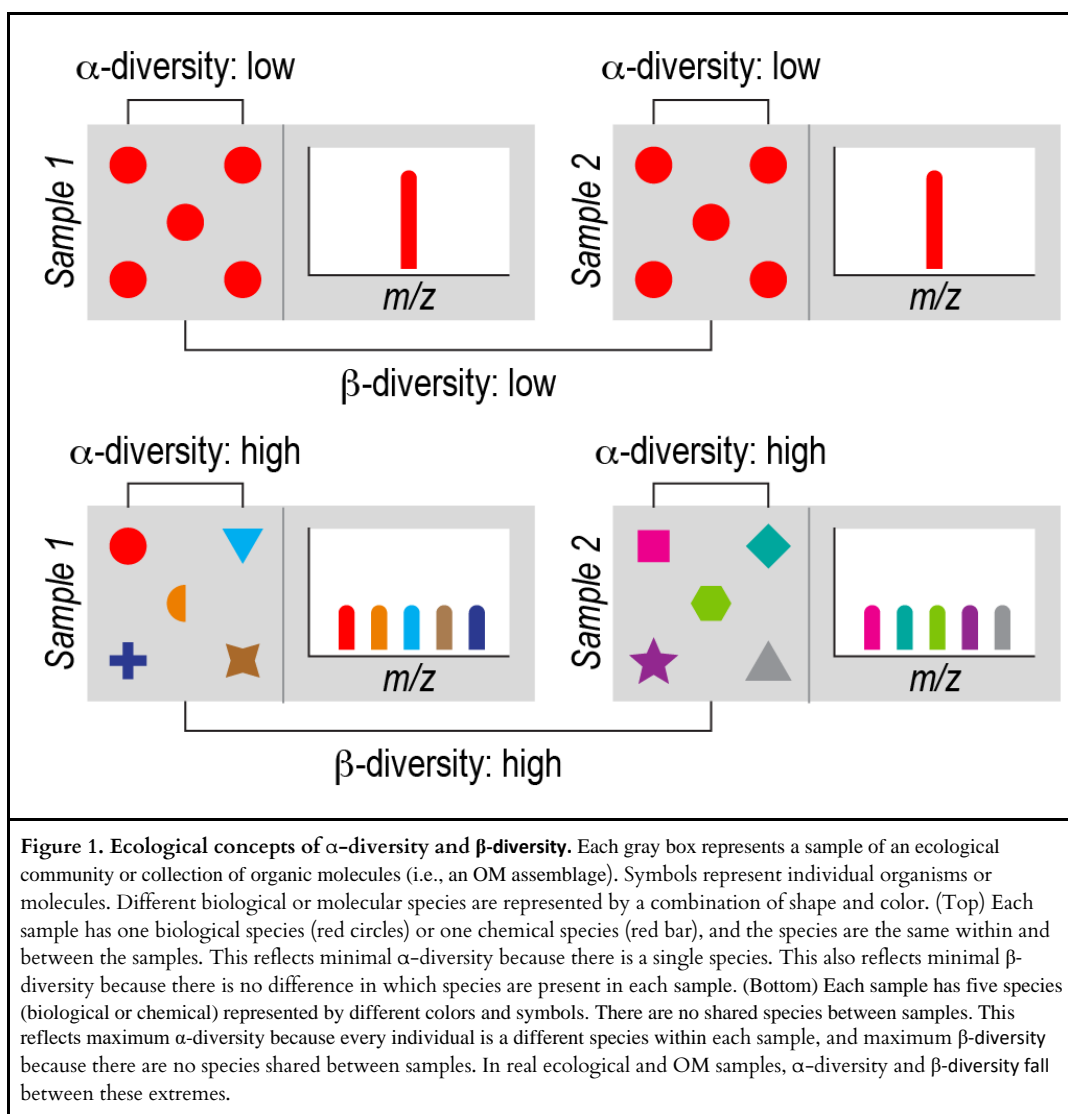 α-diversity: low
α-diversity: low
Sample 1
m/z
Sample 2
m/z
β-diversity: low
α-diversity: high
α-diversity: high
Sample 1
m/z
Sample 2
m/z
β-diversity: high
Figure 1. Ecological concepts of α-diversity and β-diversity. Each gray box represents a sample of an ecological
community or collection of organic molecules (i.e., an OM assemblage). Symbols represent individual organisms or
molecules. Different biological or molecular species are represented by a combination of shape and color. (Top) Each
sample has one biological species (red circles) or one chemical species (red bar), and the species are the same within and
between the samples. This reflects minimal α-diversity because there is a single species. This also reflects minimal β-
diversity because there is no difference in which species are present in each sample. (Bottom) Each sample has five species
(biological or chemical) represented by different colors and symbols. There are no shared species between samples. This
reflects maximum α-diversity because every individual is a different species within each sample, and maximum β-diversity
because there are no species shared between samples. In real ecological and OM samples, α-diversity and β-diversity fall
between these extremes.